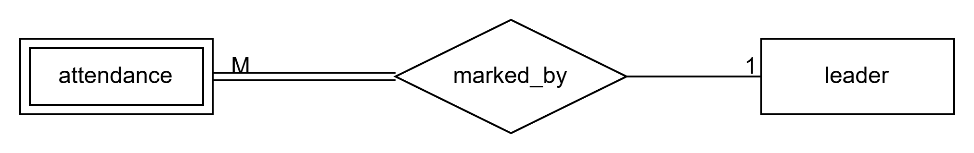 attendance
M
marked_by
1
leader